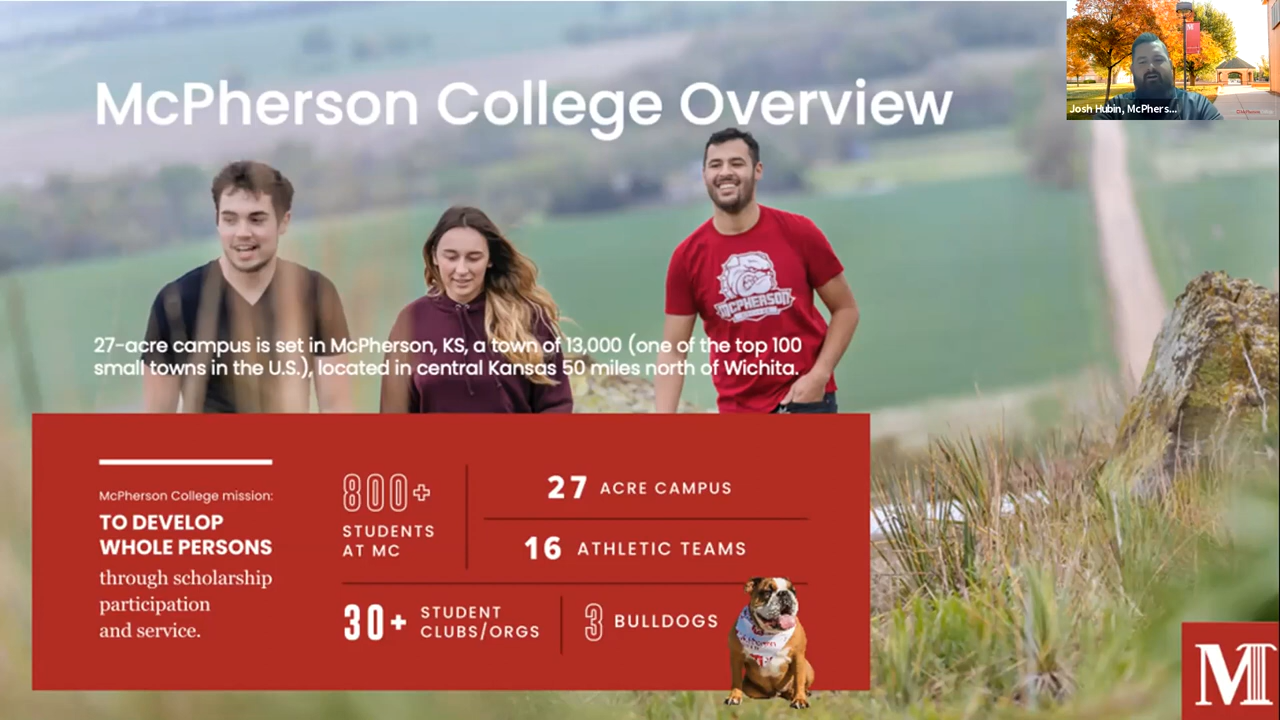 McPherson College Overview
Josh Hubin, McPhers...
MCPHERSON
27-acre campus is set in McPherson, KS, a town of 13,000 (one of the top 100
small towns in the U.S.), located in central Kansas 50 miles north of Wichita.
McPherson College mission:
TO DEVELOP
WHOLE PERSONS
through scholarship
participation
and service.
800+
STUDENTS
AT MC
27 ACRE CAMPUS
16 ATHLETIC TEAMS
30+ STUDENT
CLUBS/ORGS
3 BULLDOGS
M